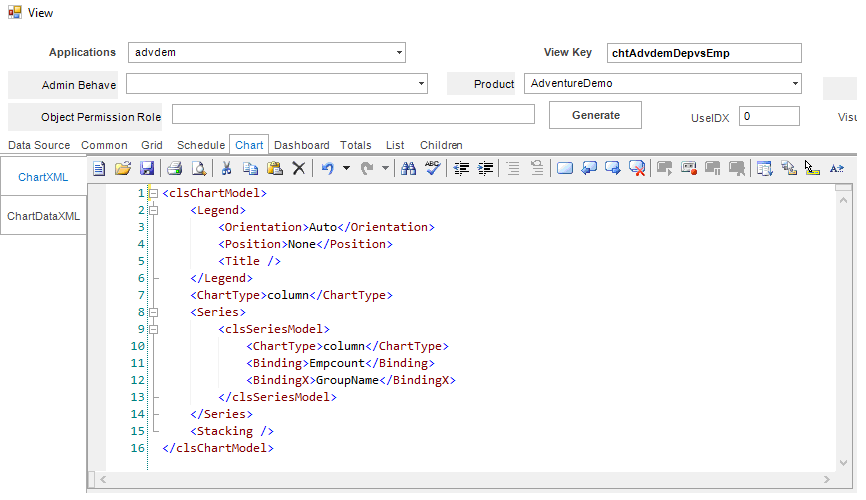 View
Applications advdem View Key chtAdvdemDepvsEmp
Admin Behave Product AdventureDemo
Object Permission Role Generate UseIDX 0 Visu
Data Source Common Grid Schedule Chart Dashboard Totals List Children
ChartXML
ChartDataXML
ABC
A
1 <clsChartModel>
2 <Legend>
3 <Orientation>Auto</Orientation>
4 <Position>None</Position>
5 <Title />
6 </Legend>
7 <ChartType>column</ChartType>
8 <Series>
9 <clsSeriesModel>
10 <ChartType>column</ChartType>
11 <Binding>Empcount</Binding>
12 <BindingX>GroupName</BindingX>
13 </clsSeriesModel>
14 </Series>
15 <Stacking />
16 </clsChartModel>